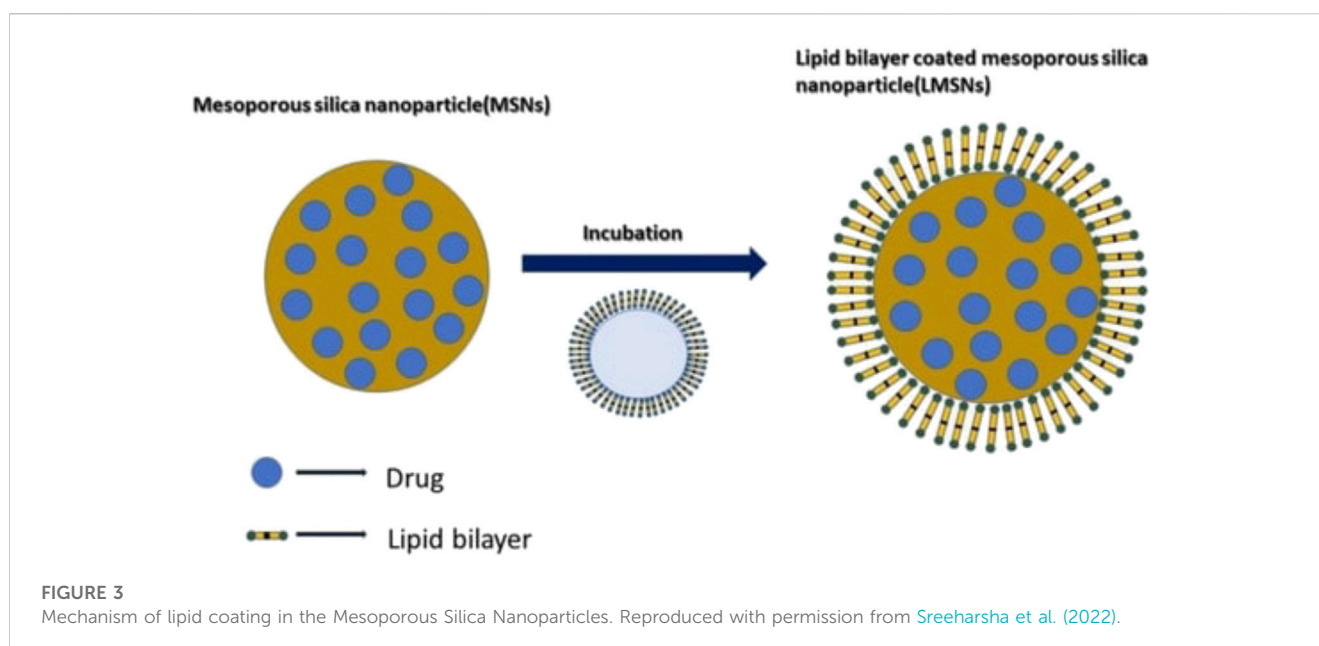 Mesoporous silica nanoparticle(MSNs)
Lipid bilayer coated mesoporous silica
nanoparticle(LMSNs)
Incubation
Drug
Lipid bilayer
FIGURE 3
Mechanism of lipid coating in the Mesoporous Silica Nanoparticles. Reproduced with permission from Sreeharsha et al. (2022).